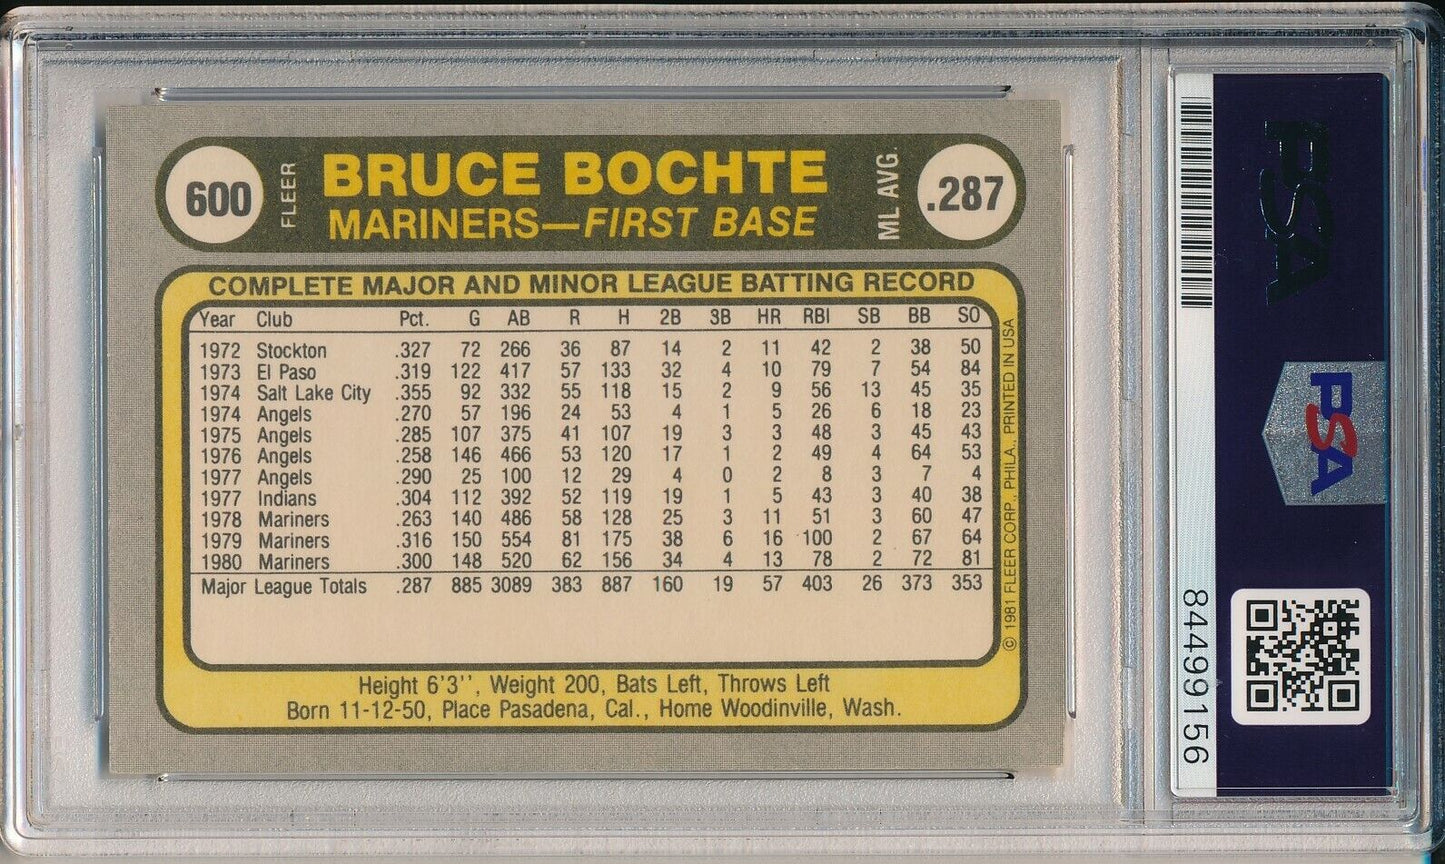 600 FLEER BRUCE BOCHTE ML AVG. .287
MARINERS—FIRST BASE
COMPLETE MAJOR AND MINOR LEAGUE BATTING RECORD
Year Club Pct. G AB R H 2B 3B HR RBI SB BB SO
1972 Stockton .327 72 266 36 87 14 2 11 42 2 38 50
1973 El Paso .319 122 417 57 133 32 4 10 79 7 54 84
1974 Salt Lake City .355 92 332 55 118 15 2 9 56 13 45 35
1974 Angels .270 57 196 24 53 4 1 5 26 6 18 23
1975 Angels .285 107 375 41 107 19 3 3 48 3 45 43
1976 Angels .258 146 466 53 120 17 1 2 49 4 64 53
1977 Angels .290 25 100 12 29 4 0 2 8 3 7 4
1977 Indians .304 112 392 52 119 19 1 5 43 3 40 38
1978 Mariners .263 140 486 58 128 25 3 11 51 3 60 47
1979 Mariners .316 150 554 81 175 38 6 16 100 2 67 64
1980 Mariners .300 148 520 62 156 34 4 13 78 2 72 81
Major League Totals .287 885 3089 383 887 160 19 57 403 26 373 353
Height 6'3'', Weight 200, Bats Left, Throws Left
Born 11-12-50, Place Pasadena, Cal., Home Woodinville, Wash.
© 1981 FLEER CORP., PHILA., PRINTED IN USA
PSA
PSA
84499156